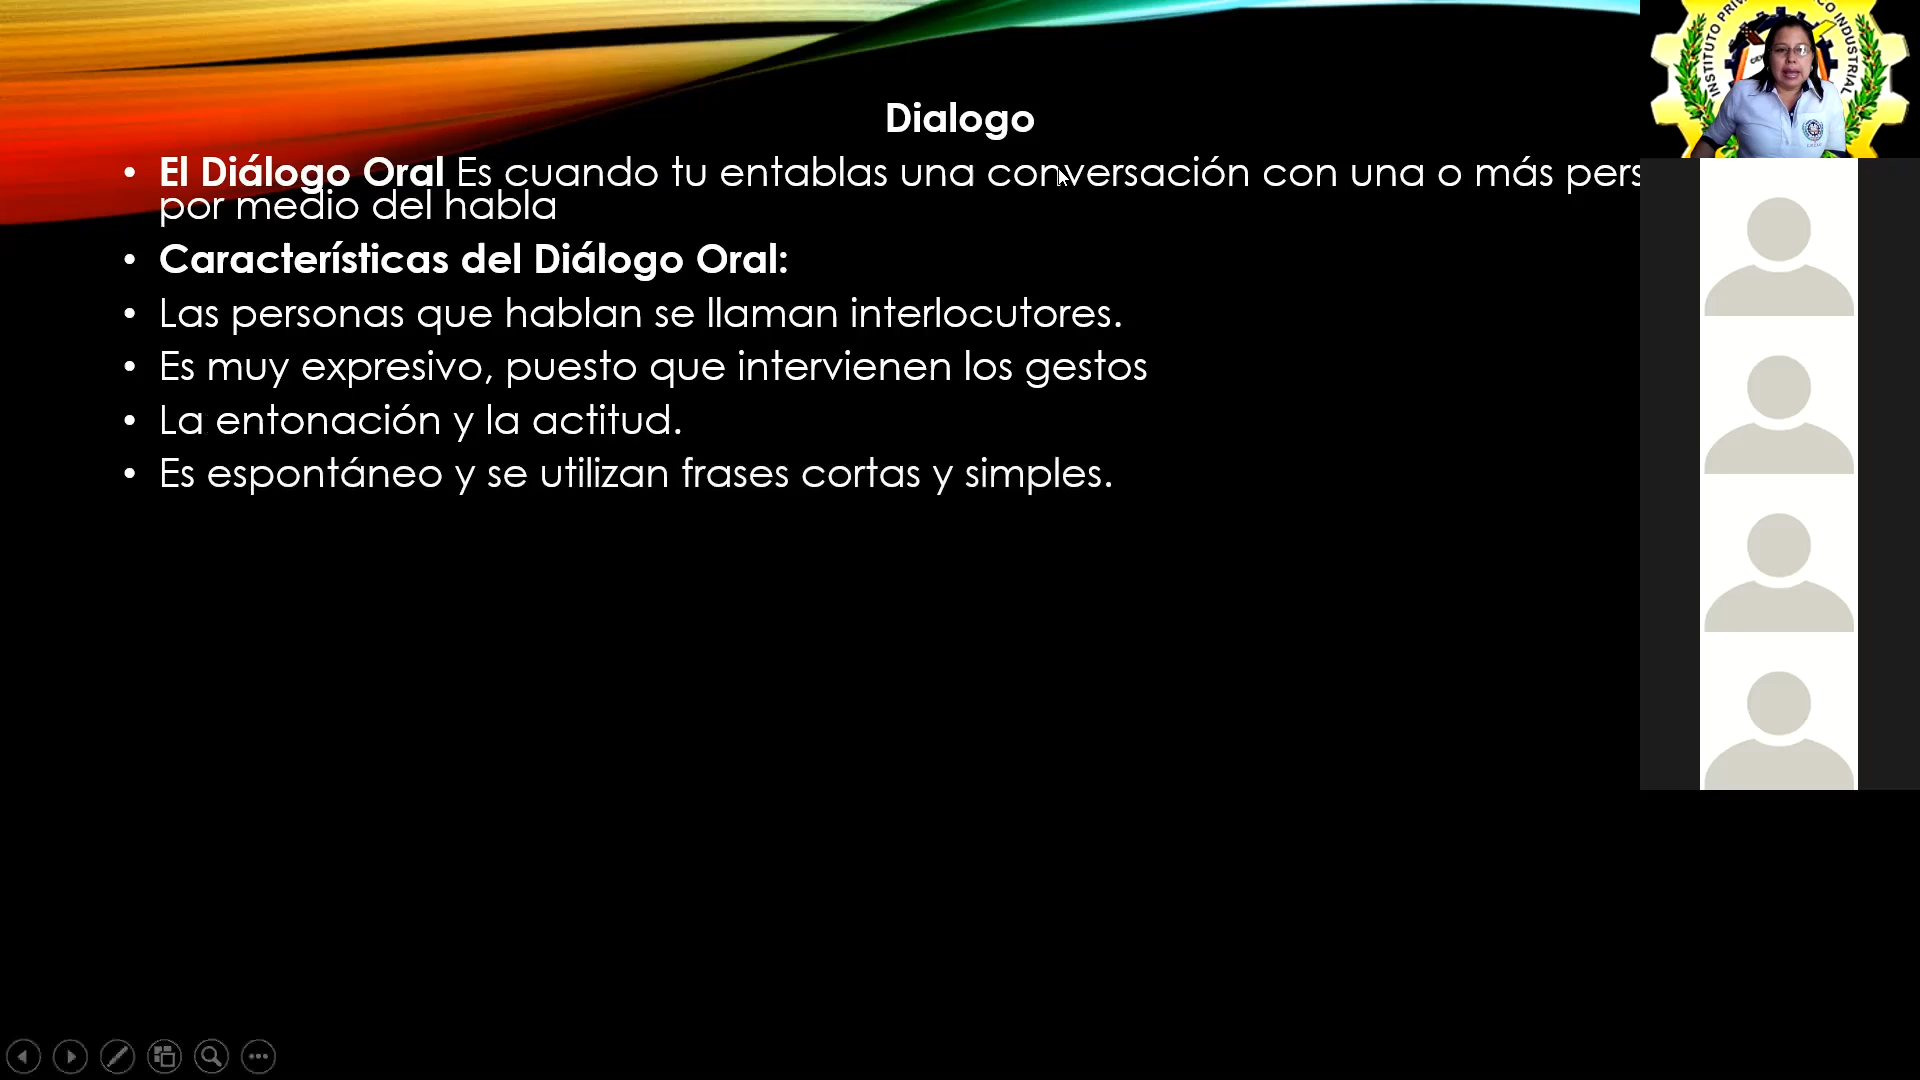 Dialogo
• El Diálogo Oral Es cuando tu entablas una conversación con una o más pers
por medio del habla
• Características del Diálogo Oral:
• Las personas que hablan se llaman interlocutores.
• Es muy expresivo, puesto que intervienen los gestos
• La entonación y la actitud.
• Es espontáneo y se utilizan frases cortas y simples.
INSTITUTO
INDUSTRIAL